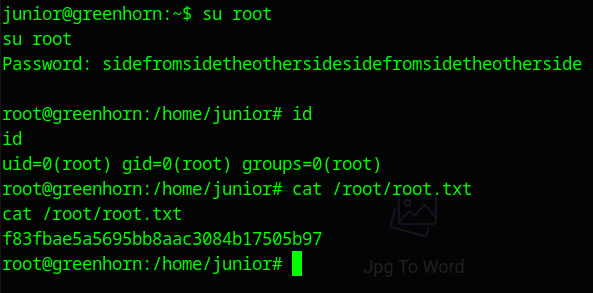 junior@greenhorn:~$ su root
su root
Password: sidefromsidetheothersidesidefromsidetheotherside
root@greenhorn:/home/junior# id
id
uid=0(root) gid=0(root) groups=0(root)
root@greenhorn:/home/junior# cat /root/root.txt
cat /root/root.txt
f83fbae5a5695bb8aac3084b17505b97
root@greenhorn:/home/junior#
Jpg To Word